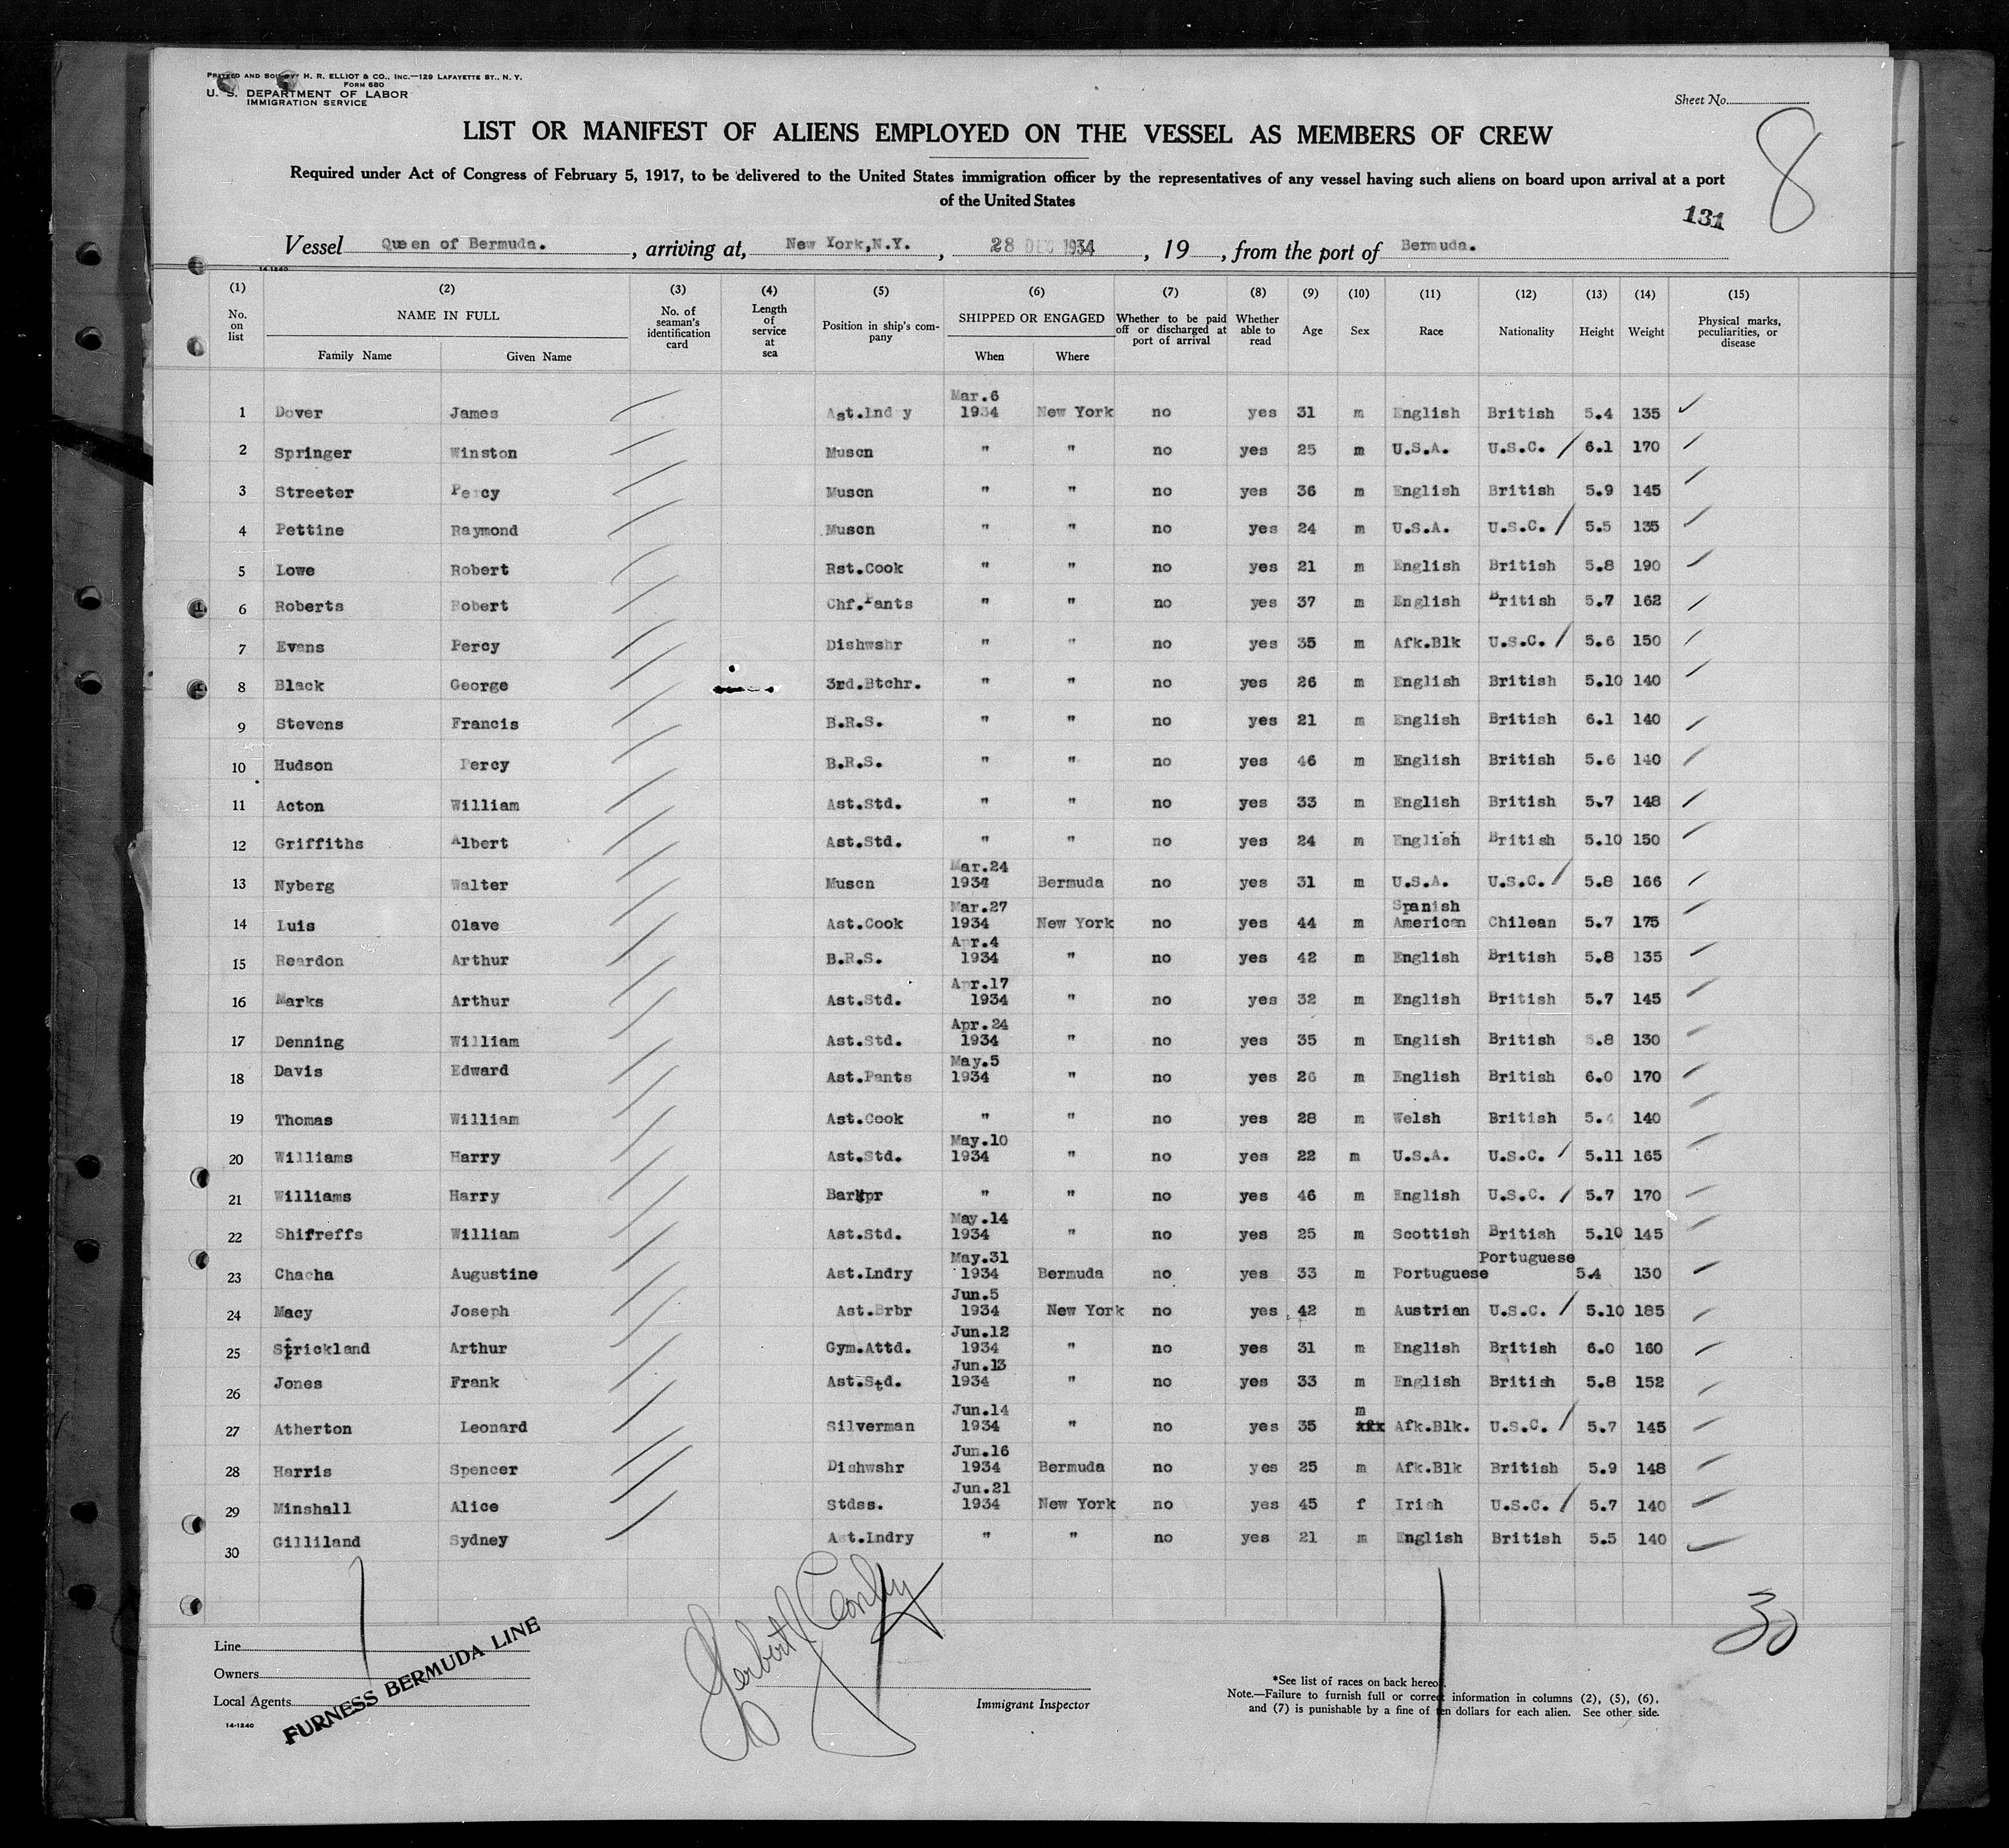 PRINTED AND SOLD BY H. R. ELLIOT & CO., INC.—129 LAFAYETTE ST., N. Y.
FORM 680
U. S. DEPARTMENT OF LABOR
IMMIGRATION SERVICE
Sheet No.
8
LIST OR MANIFEST OF ALIENS EMPLOYED ON THE VESSEL AS MEMBERS OF CREW
Required under Act of Congress of February 5, 1917, to be delivered to the United States immigration officer by the representatives of any vessel having such aliens on board upon arrival at a port
of the United States
131
Vessel Queen of Bermuda. , arriving at, New York,N.Y. , 28 DEC 1934 , 19 , from the port of Bermuda.
14-1240
(1) (2) (3) (4) (5) (6) (7) (8) (9) (10) (11) (12) (13) (14) (15)
No. on list NAME IN FULL Family Name Given Name No. of seaman's identification card Length of service at sea Position in ship's company SHIPPED OR ENGAGED When Where Whether to be paid off or discharged at port of arrival Whether able to read Age Sex Race Nationality Height Weight Physical marks, peculiarities, or disease
1 Dover James Ast.Lndy Mar.6 1934 New York no yes 31 m English British 5.4 135
2 Springer Winston Muscn " " no yes 25 m U.S.A. U.S.C. / 6.1 170
3 Streeter Percy Muscn " " no yes 36 m English British 5.9 145
4 Pettine Raymond Muscn " " no yes 24 m U.S.A. U.S.C. / 5.5 135
5 Lowe Robert Rst.Cook " " no yes 21 m English British 5.8 190
6 Roberts Robert Chf.Pants " " no yes 37 m English British 5.7 162
7 Evans Percy Dishwshr " " no yes 35 m Afk.Blk U.S.C. / 5.6 150
8 Black George 3rd.Btchr. " " no yes 26 m English British 5.10 140
9 Stevens Francis B.R.S. " " no yes 21 m English British 6.1 140
10 Hudson Percy B.R.S. " " no yes 46 m English British 5.6 140
11 Acton William Ast.Std. " " no yes 33 m English British 5.7 148
12 Griffiths Albert Ast.Std. " " no yes 24 m English British 5.10 150
13 Nyberg Walter Muscn Mar.24 1934 Bermuda no yes 31 m U.S.A. U.S.C. / 5.8 166
14 Luis Olave Ast.Cook Mar.27 1934 New York no yes 44 m Spanish American Chilean 5.7 175
15 Reardon Arthur B.R.S. Apr.4 1934 " no yes 42 m English British 5.8 135
16 Marks Arthur Ast.Std. Apr.17 1934 " no yes 32 m English British 5.7 145
17 Denning William Ast.Std. Apr.24 1934 " no yes 35 m English British 5.8 130
18 Davis Edward Ast.Pants May.5 1934 " no yes 26 m English British 6.0 170
19 Thomas William Ast.Cook " " no yes 28 m Welsh British 5.4 140
20 Williams Harry Ast.Std. May.10 1934 " no yes 22 m U.S.A. U.S.C. / 5.11 165
21 Williams Harry Barkpr " " no yes 46 m English U.S.C. / 5.7 170
22 Shifreffs William Ast.Std. May.14 1934 " no yes 25 m Scottish British 5.10 145
23 Chacha Augustine Ast.Lndry May.31 1934 Bermuda no yes 33 m Portuguese Portuguese 5.4 130
24 Macy Joseph Ast.Brbr Jun.5 1934 New York no yes 42 m Austrian U.S.C. / 5.10 185
25 Strickland Arthur Gym.Attd. Jun.12 1934 " no yes 31 m English British 6.0 160
26 Jones Frank Ast.Std. Jun.13 1934 " no yes 33 m English British 5.8 152
27 Atherton Leonard Silverman Jun.14 1934 " no yes 35 m Afk.Blk. U.S.C. / 5.7 145
28 Harris Spencer Dishwshr Jun.16 1934 Bermuda no yes 25 m Afk.Blk British 5.9 148
29 Minshall Alice Stdss. Jun.21 1934 New York no yes 45 f Irish U.S.C. / 5.7 140
30 Gilliland Sydney Ast.Lndry " " no yes 21 m English British 5.5 140
30
Line
Owners
Local Agents
FURNESS BERMUDA LINE
14-1240
Immigrant Inspector
*See list of races on back hereof.
Note.—Failure to furnish full or correct information in columns (2), (5), (6),
and (7) is punishable by a fine of ten dollars for each alien. See other side.